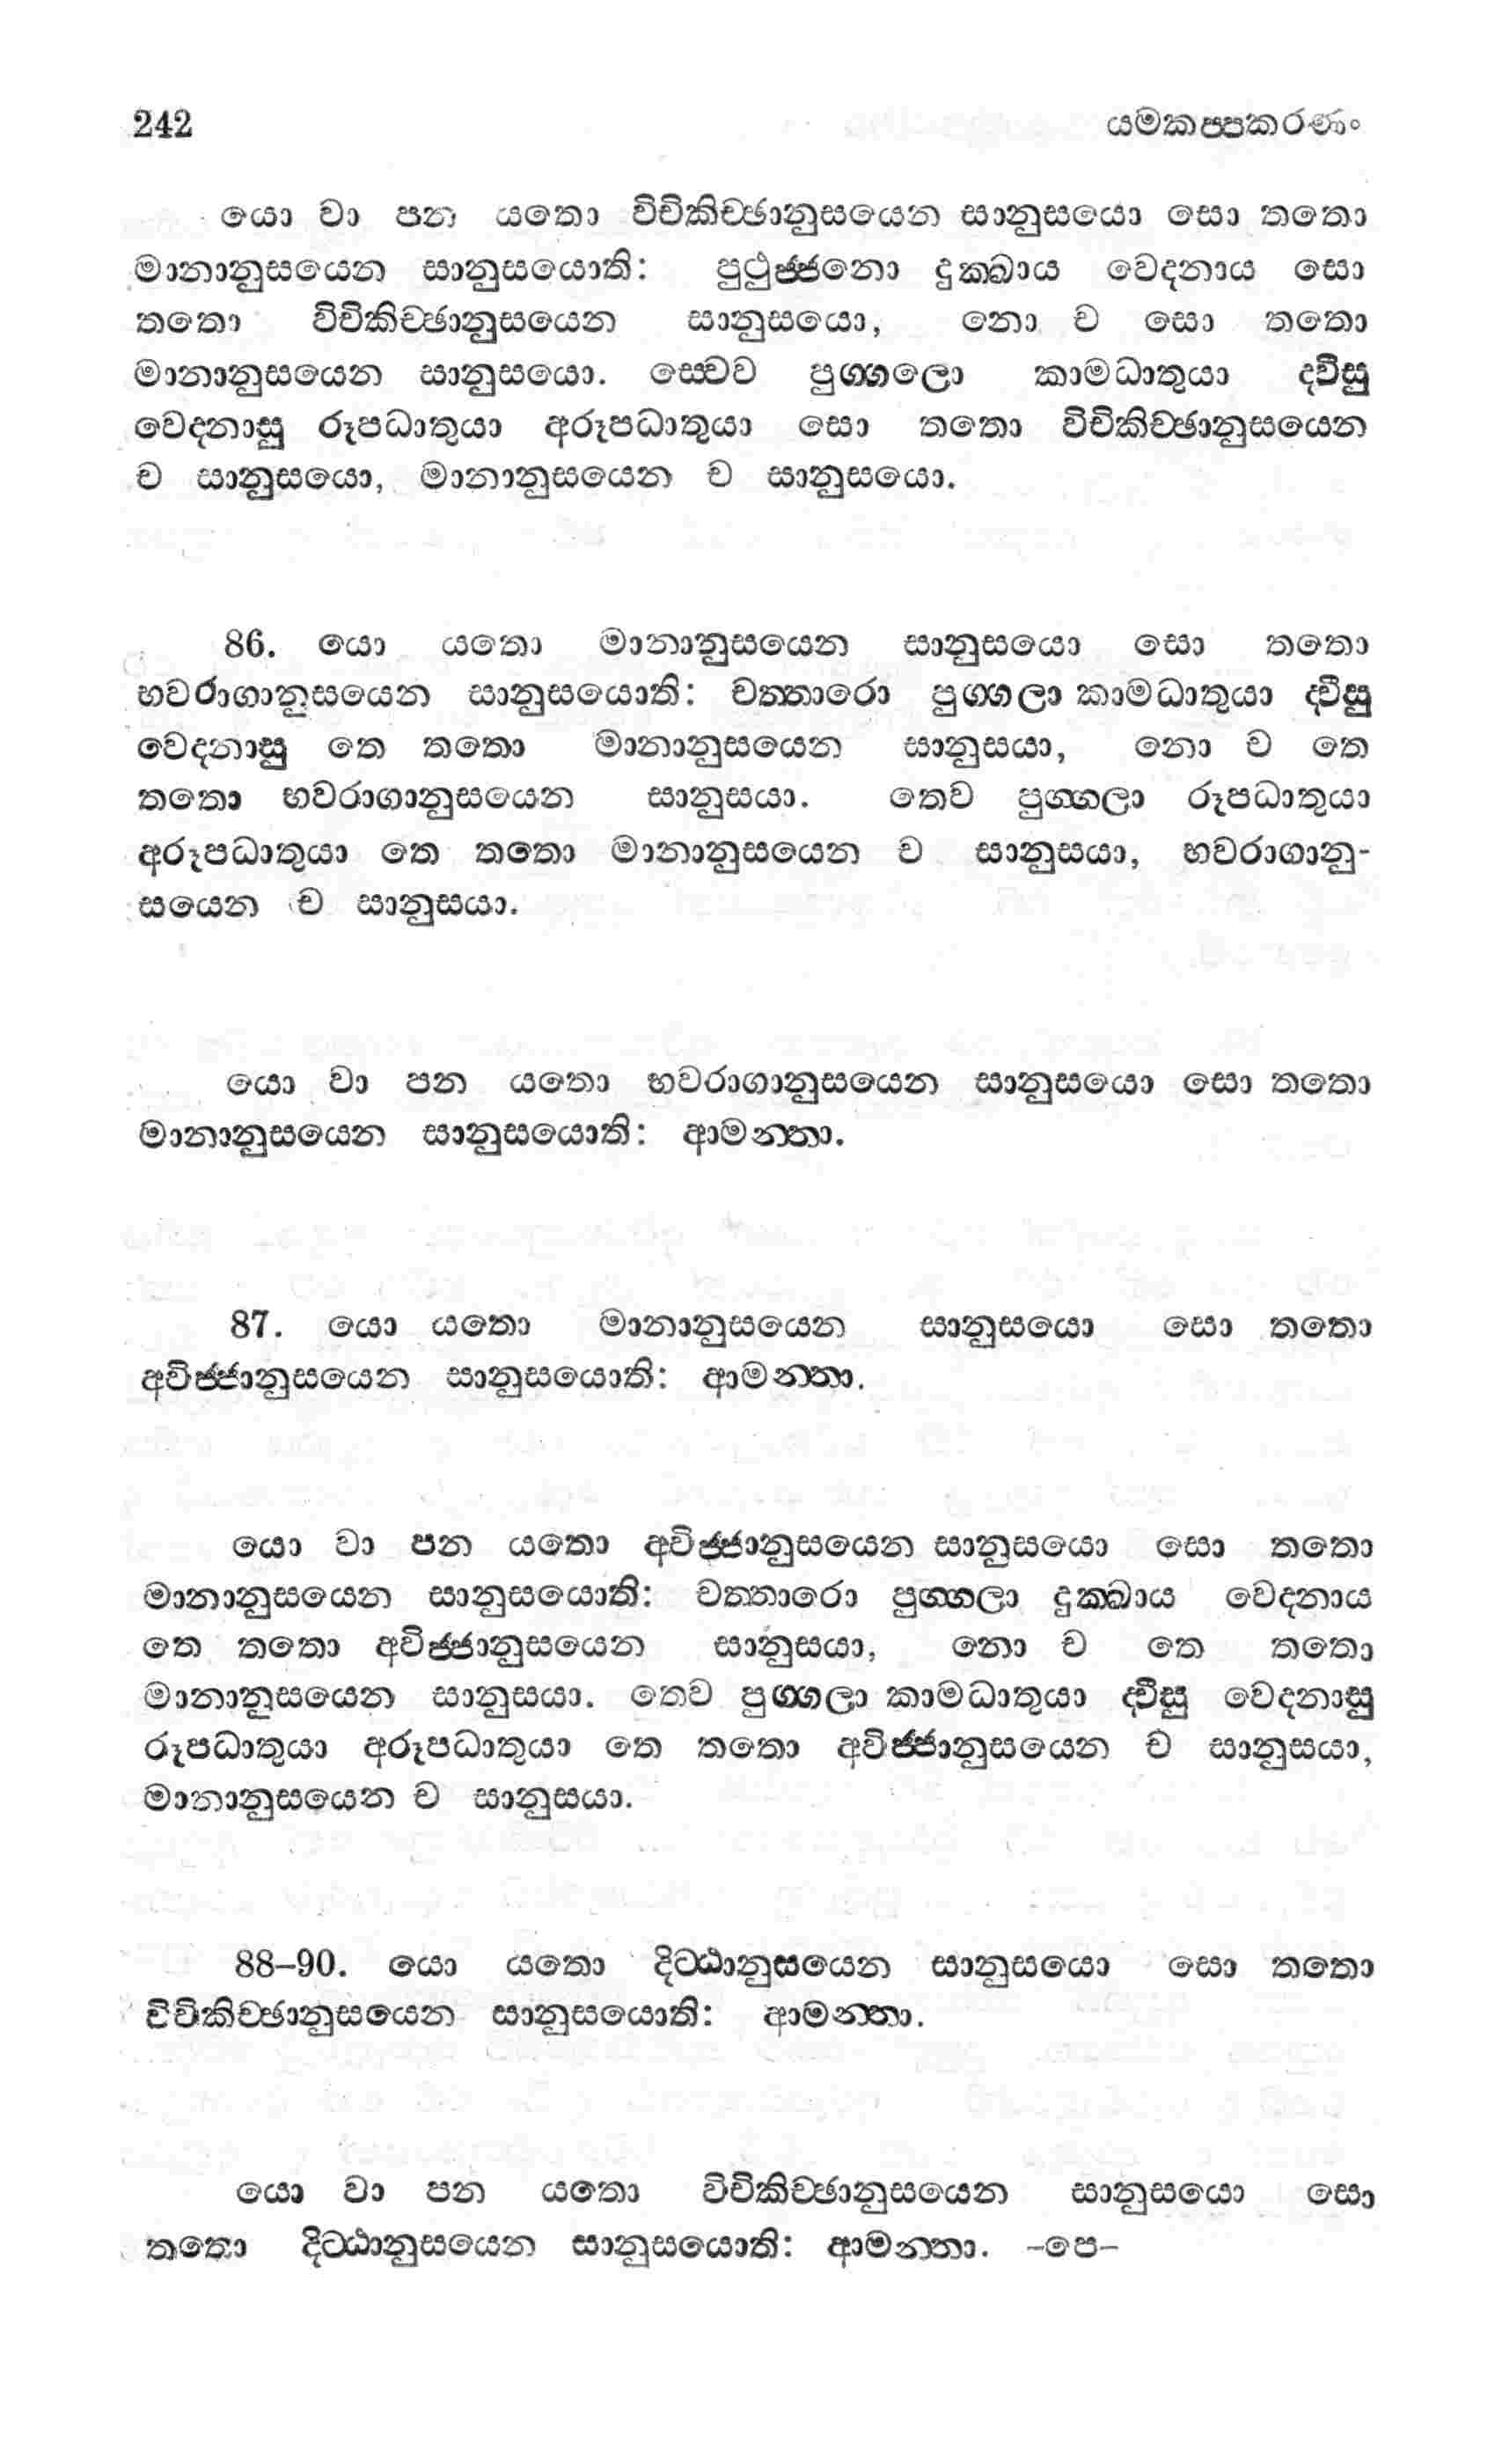 242 යමකප්පකරණං
යො වා පන යතො විචිකිච්ඡානුසයෙන සානුසයො සො තතො
මානානුසයෙන සානුසයොති: පුථුජ්ජනො දුක්ඛාය වෙදනාය සො
තතො විචිකිච්ඡානුසයෙන සානුසයො, නො ච සො තතො
මානානුසයෙන සානුසයො. ස්වෙව පුග්ගලො කාමධාතුයා ද්වීසු
වෙදනාසු රූපධාතුයා අරූපධාතුයා සො තතො විචිකිච්ඡානුසයෙන
ච සානුසයො, මානානුසයෙන ච සානුසයො.
86. යො යතො මානානුසයෙන සානුසයො සො තතො
භවරාගානුසයෙන සානුසයොති: චත්තාරො පුග්ගලා කාමධාතුයා ද්වීසු
වෙදනාසු තෙ තතො මානානුසයෙන සානුසයා, නො ච තෙ
තතො භවරාගානුසයෙන සානුසයා. තෙව පුග්ගලා රූපධාතුයා
අරූපධාතුයා තෙ තතො මානානුසයෙන ච සානුසයා, භවරාගානු-
සයෙන ච සානුසයා.
යො වා පන යතො භවරාගානුසයෙන සානුසයො සො තතො
මානානුසයෙන සානුසයොති: ආමන්තා.
87. යො යතො මානානුසයෙන සානුසයො සො තතො
අවිජ්ජානුසයෙන සානුසයොති: ආමන්තා.
යො වා පන යතො අවිජ්ජානුසයෙන සානුසයො සො තතො
මානානුසයෙන සානුසයොති: චත්තාරො පුග්ගලා දුක්ඛාය වෙදනාය
තෙ තතො අවිජ්ජානුසයෙන සානුසයා, නො ච තෙ තතො
මානානුසයෙන සානුසයා. තෙව පුග්ගලා කාමධාතුයා ද්වීසු වෙදනාසු
රූපධාතුයා අරූපධාතුයා තෙ තතො අවිජ්ජානුසයෙන ච සානුසයා,
මානානුසයෙන ච සානුසයා.
88–90. යො යතො දිට්ඨානුසයෙන සානුසයො සො තතො
විචිකිච්ඡානුසයෙන සානුසයොති: ආමන්තා.
යො වා පන යතො විචිකිච්ඡානුසයෙන සානුසයො සො
තතො දිට්ඨානුසයෙන සානුසයොති: ආමන්තා. –පෙ–